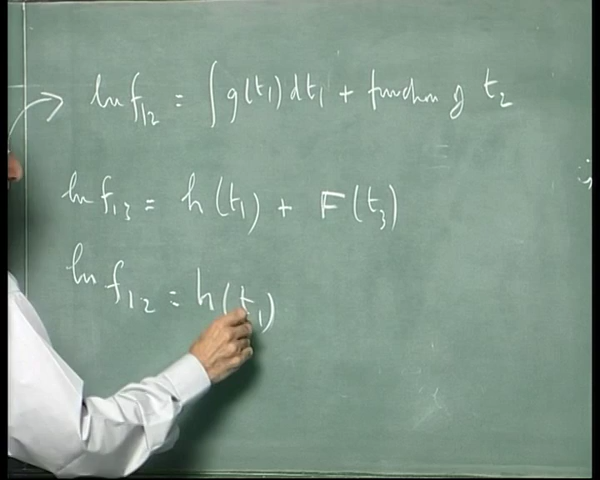 ln f₁₂ = ∫ g(t₁) dt₁ + function of t₂
ln f₁₃ = h(t₁) + F(t₃)
ln f₁₂ = h(t₁)